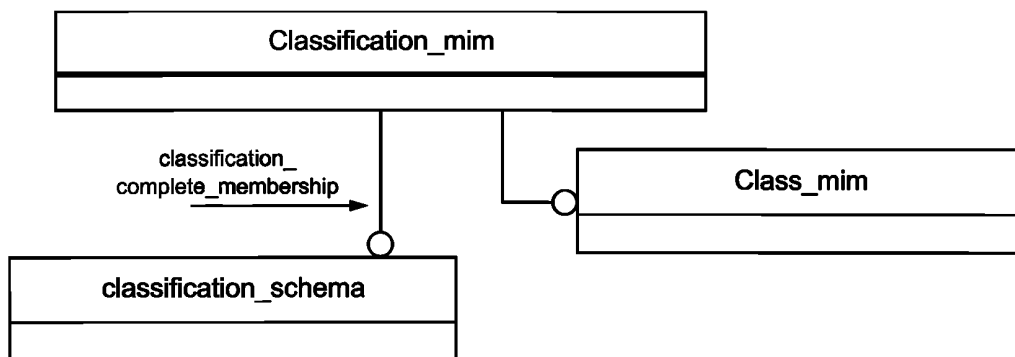 Classification_mim
classification_
complete_membership
Class_mim
classification_schema